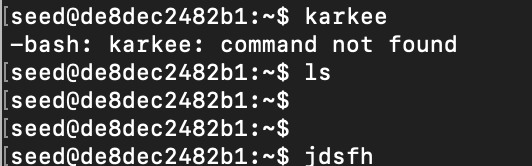 [seed@de8dec2482b1:~$ karkee
-bash: karkee: command not found
[seed@de8dec2482b1:~$ ls
[seed@de8dec2482b1:~$
[seed@de8dec2482b1:~$
[seed@de8dec2482b1:~$ jdsfh